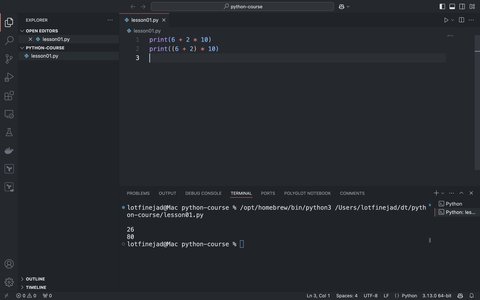 python-course
EXPLORER
OPEN EDITORS
lesson01.py
PYTHON-COURSE
lesson01.py
OUTLINE
TIMELINE
lesson01.py
lesson01.py
1 print(6 + 2 * 10)
2 print((6 + 2) * 10)
3
PROBLEMS OUTPUT DEBUG CONSOLE TERMINAL PORTS POLYGLOT NOTEBOOK COMMENTS
lotfinejad@Mac python-course % /opt/homebrew/bin/python3 /Users/lotfinejad/dt/pyth
on-course/lesson01.py
26
80
lotfinejad@Mac python-course %
Python
Python: les...
0 0 0 Ln 3, Col 1 Spaces: 4 UTF-8 LF Python 3.13.0 64-bit